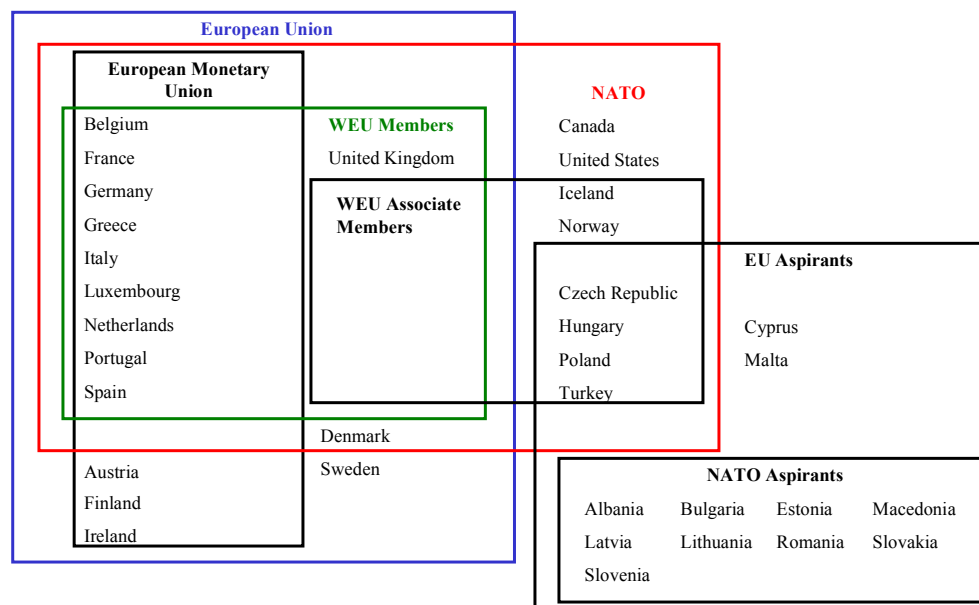 European Union
European Monetary
Union
NATO
Belgium
WEU Members
Canada
France
United Kingdom
United States
Germany
WEU Associate
Members
Iceland
Greece
Norway
Italy
EU Aspirants
Luxembourg
Czech Republic
Netherlands
Hungary
Cyprus
Portugal
Poland
Malta
Spain
Turkey
Denmark
Austria
Sweden
Finland
Ireland
NATO Aspirants
Albania Bulgaria Estonia Macedonia
Latvia Lithuania Romania Slovakia
Slovenia